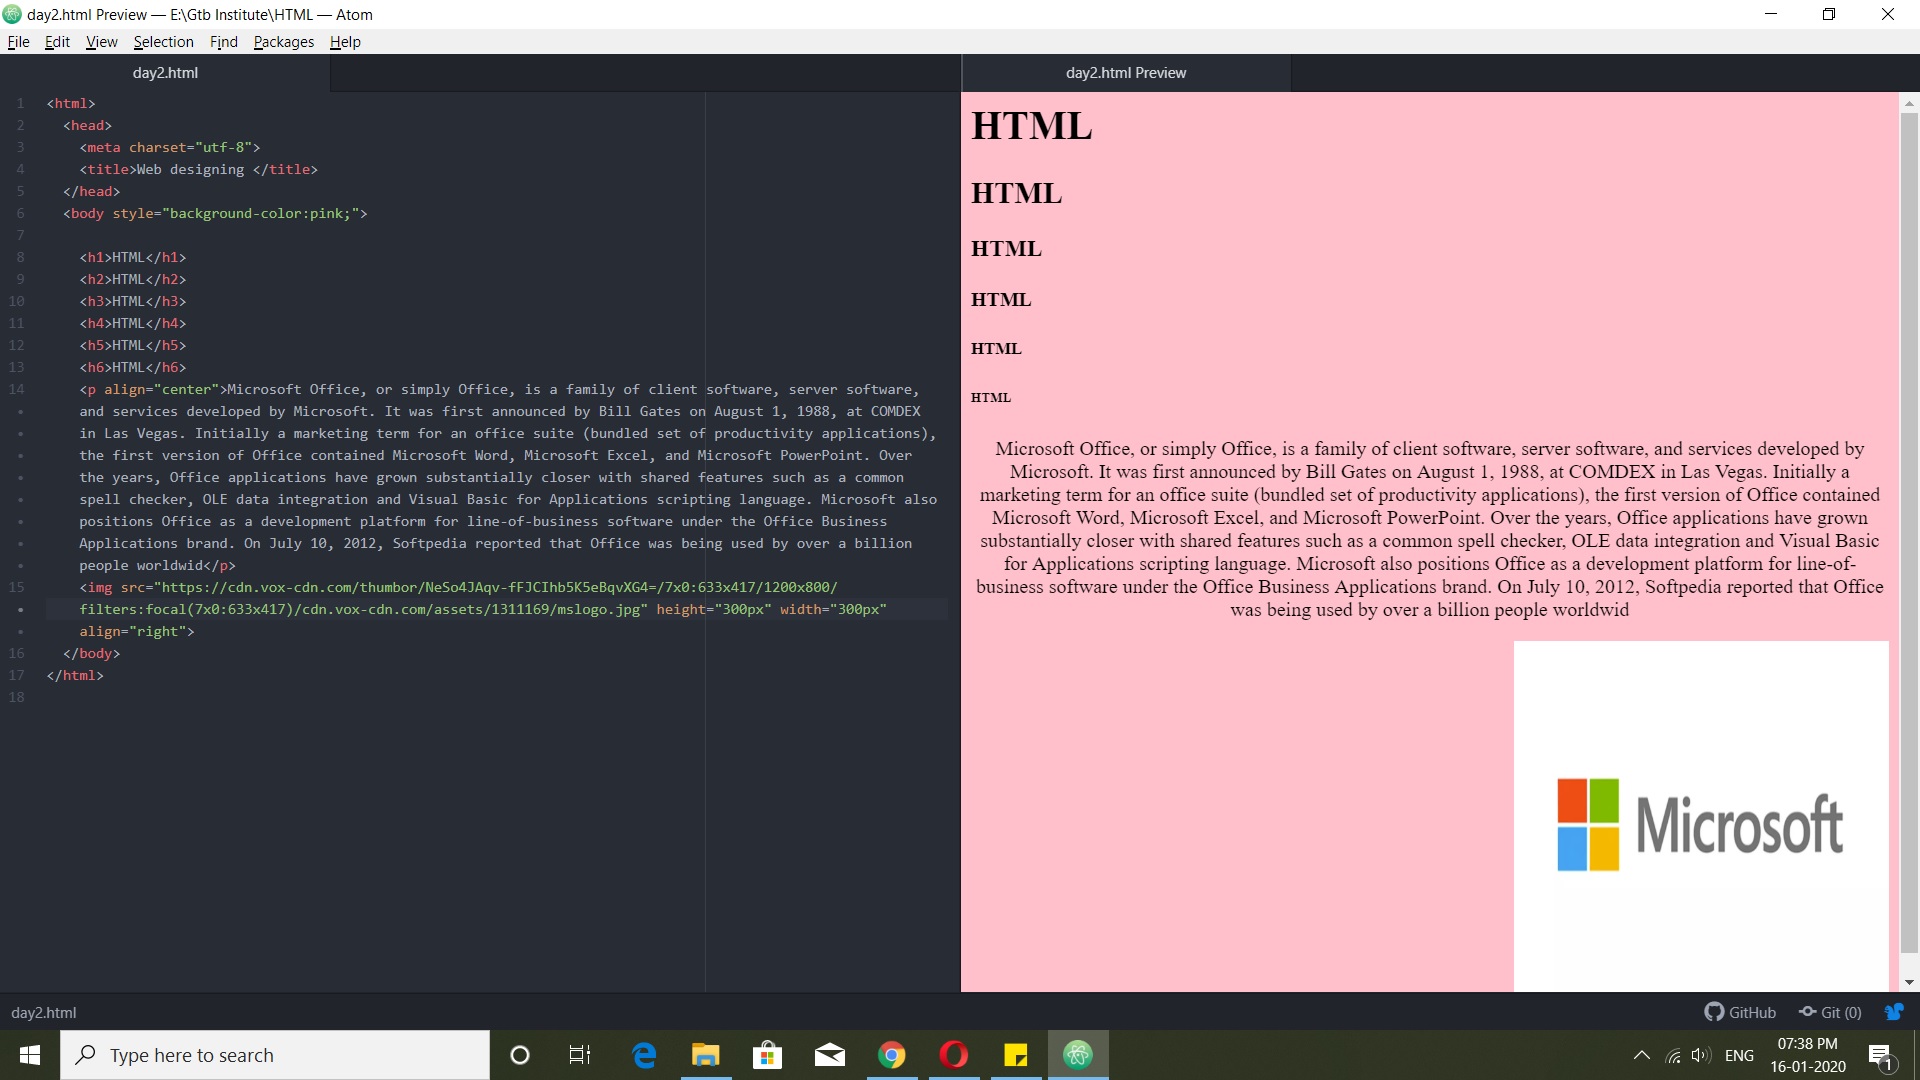 day2.html Preview — E:\Gtb Institute\HTML — Atom
File Edit View Selection Find Packages Help
day2.html
1 <html>
2 <head>
3 <meta charset="utf-8">
4 <title>Web designing </title>
5 </head>
6 <body style="background-color:pink;">
7
8 <h1>HTML</h1>
9 <h2>HTML</h2>
10 <h3>HTML</h3>
11 <h4>HTML</h4>
12 <h5>HTML</h5>
13 <h6>HTML</h6>
14 <p align="center">Microsoft Office, or simply Office, is a family of client software, server software,
and services developed by Microsoft. It was first announced by Bill Gates on August 1, 1988, at COMDEX
in Las Vegas. Initially a marketing term for an office suite (bundled set of productivity applications),
the first version of Office contained Microsoft Word, Microsoft Excel, and Microsoft PowerPoint. Over
the years, Office applications have grown substantially closer with shared features such as a common
spell checker, OLE data integration and Visual Basic for Applications scripting language. Microsoft also
positions Office as a development platform for line-of-business software under the Office Business
Applications brand. On July 10, 2012, Softpedia reported that Office was being used by over a billion
people worldwid</p>
15 <img src="https://cdn.vox-cdn.com/thumbor/NeSo4JAqv-fFJCIhb5K5eBqvXG4=/7x0:633x417/1200x800/
filters:focal(7x0:633x417)/cdn.vox-cdn.com/assets/1311169/mslogo.jpg" height="300px" width="300px"
align="right">
16 </body>
17 </html>
18
day2.html Preview
HTML
HTML
HTML
HTML
HTML
HTML
Microsoft Office, or simply Office, is a family of client software, server software, and services developed by
Microsoft. It was first announced by Bill Gates on August 1, 1988, at COMDEX in Las Vegas. Initially a
marketing term for an office suite (bundled set of productivity applications), the first version of Office contained
Microsoft Word, Microsoft Excel, and Microsoft PowerPoint. Over the years, Office applications have grown
substantially closer with shared features such as a common spell checker, OLE data integration and Visual Basic
for Applications scripting language. Microsoft also positions Office as a development platform for line-of-
business software under the Office Business Applications brand. On July 10, 2012, Softpedia reported that Office
was being used by over a billion people worldwid
Microsoft
day2.html
GitHub Git (0)
Type here to search
ENG
07:38 PM
16-01-2020
1